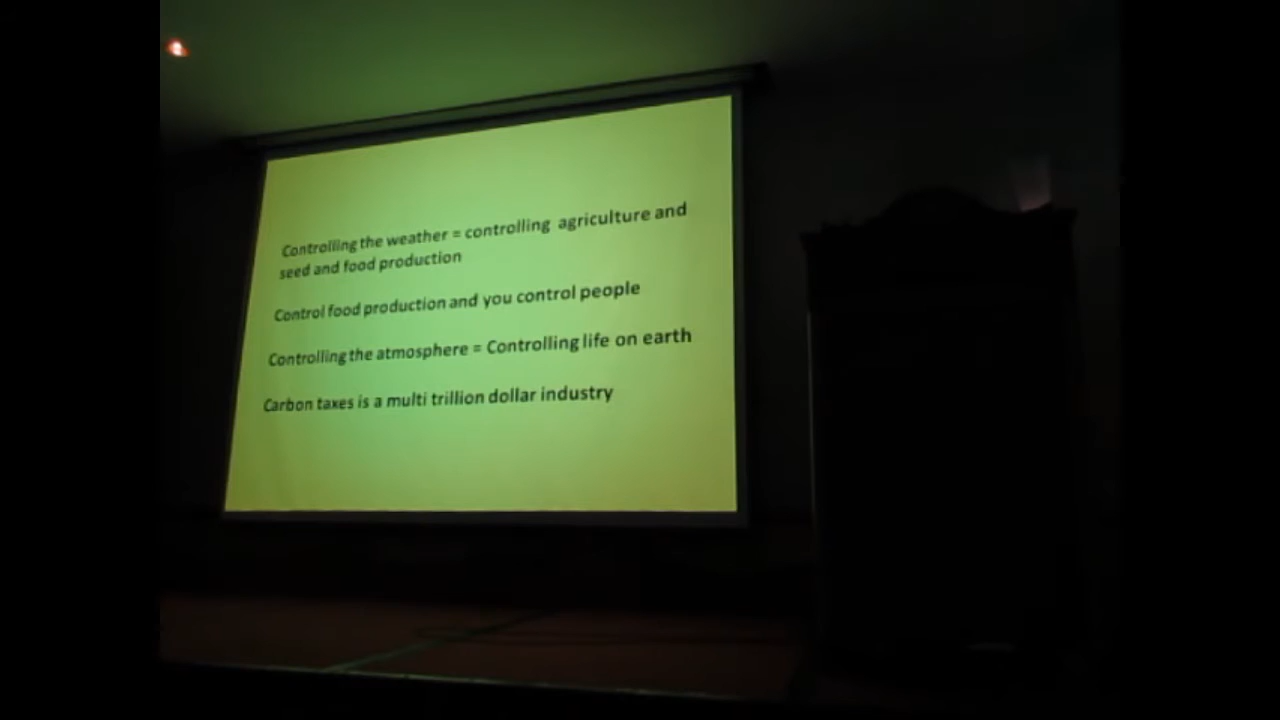 Controlling the weather = controlling agriculture and
seed and food production
Control food production and you control people
Controlling the atmosphere = Controlling life on earth
Carbon taxes is a multi trillion dollar industry